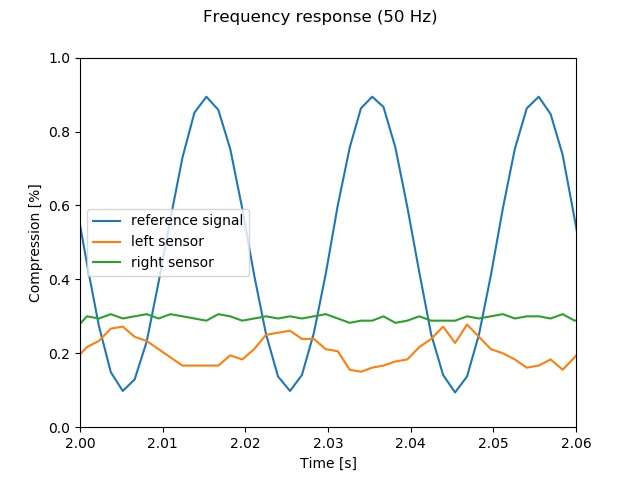 Frequency response (50 Hz)
1.0
0.8
0.6
0.4
0.2
0.0
Compression [%]
reference signal
left sensor
right sensor
2.00 2.01 2.02 2.03 2.04 2.05 2.06
Time [s]